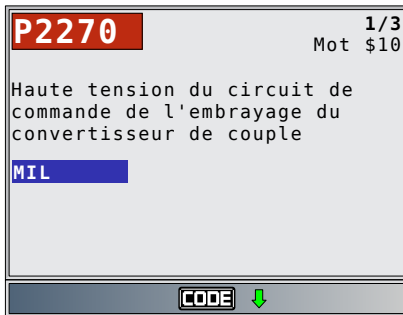 P2270
1/3
Mot $10
Haute tension du circuit de
commande de l'embrayage du
convertisseur de couple
MIL
CODE